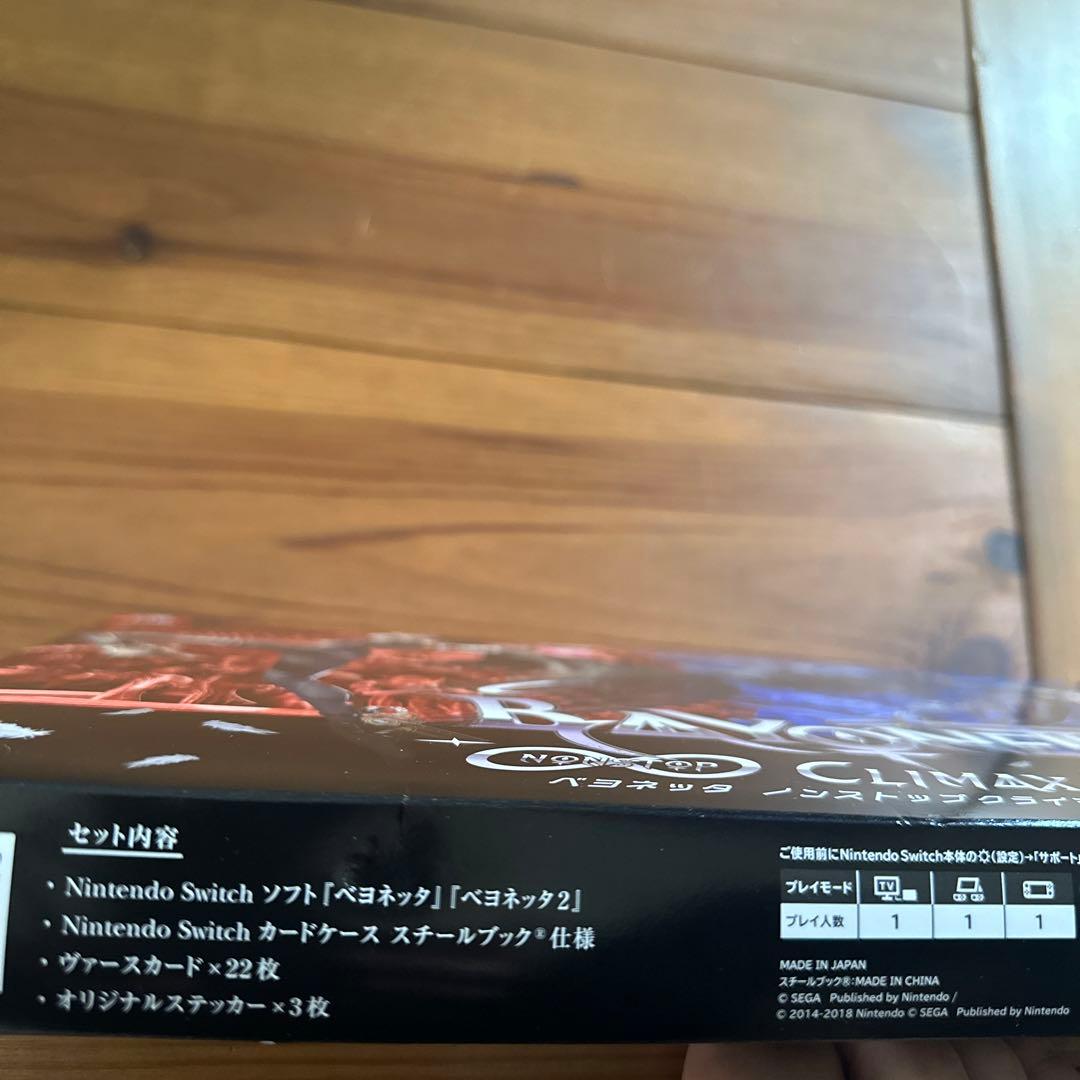 BAYONE
NONSTOP
CLIMAX
ベヨネッタ ノンストップクライ
セット内容
・Nintendo Switch ソフト『ベヨネッタ』『ベヨネッタ2』
・Nintendo Switch カードケース スチールブック®仕様
・ヴァースカード×22枚
・オリジナルステッカー×3枚
ご使用前にNintendo Switch本体の(設定)→「サポート
プレイモード TV
プレイ人数 1 1 1
MADE IN JAPAN
スチールブック®:MADE IN CHINA
© SEGA Published by Nintendo /
© 2014-2018 Nintendo © SEGA Published by Nintendo